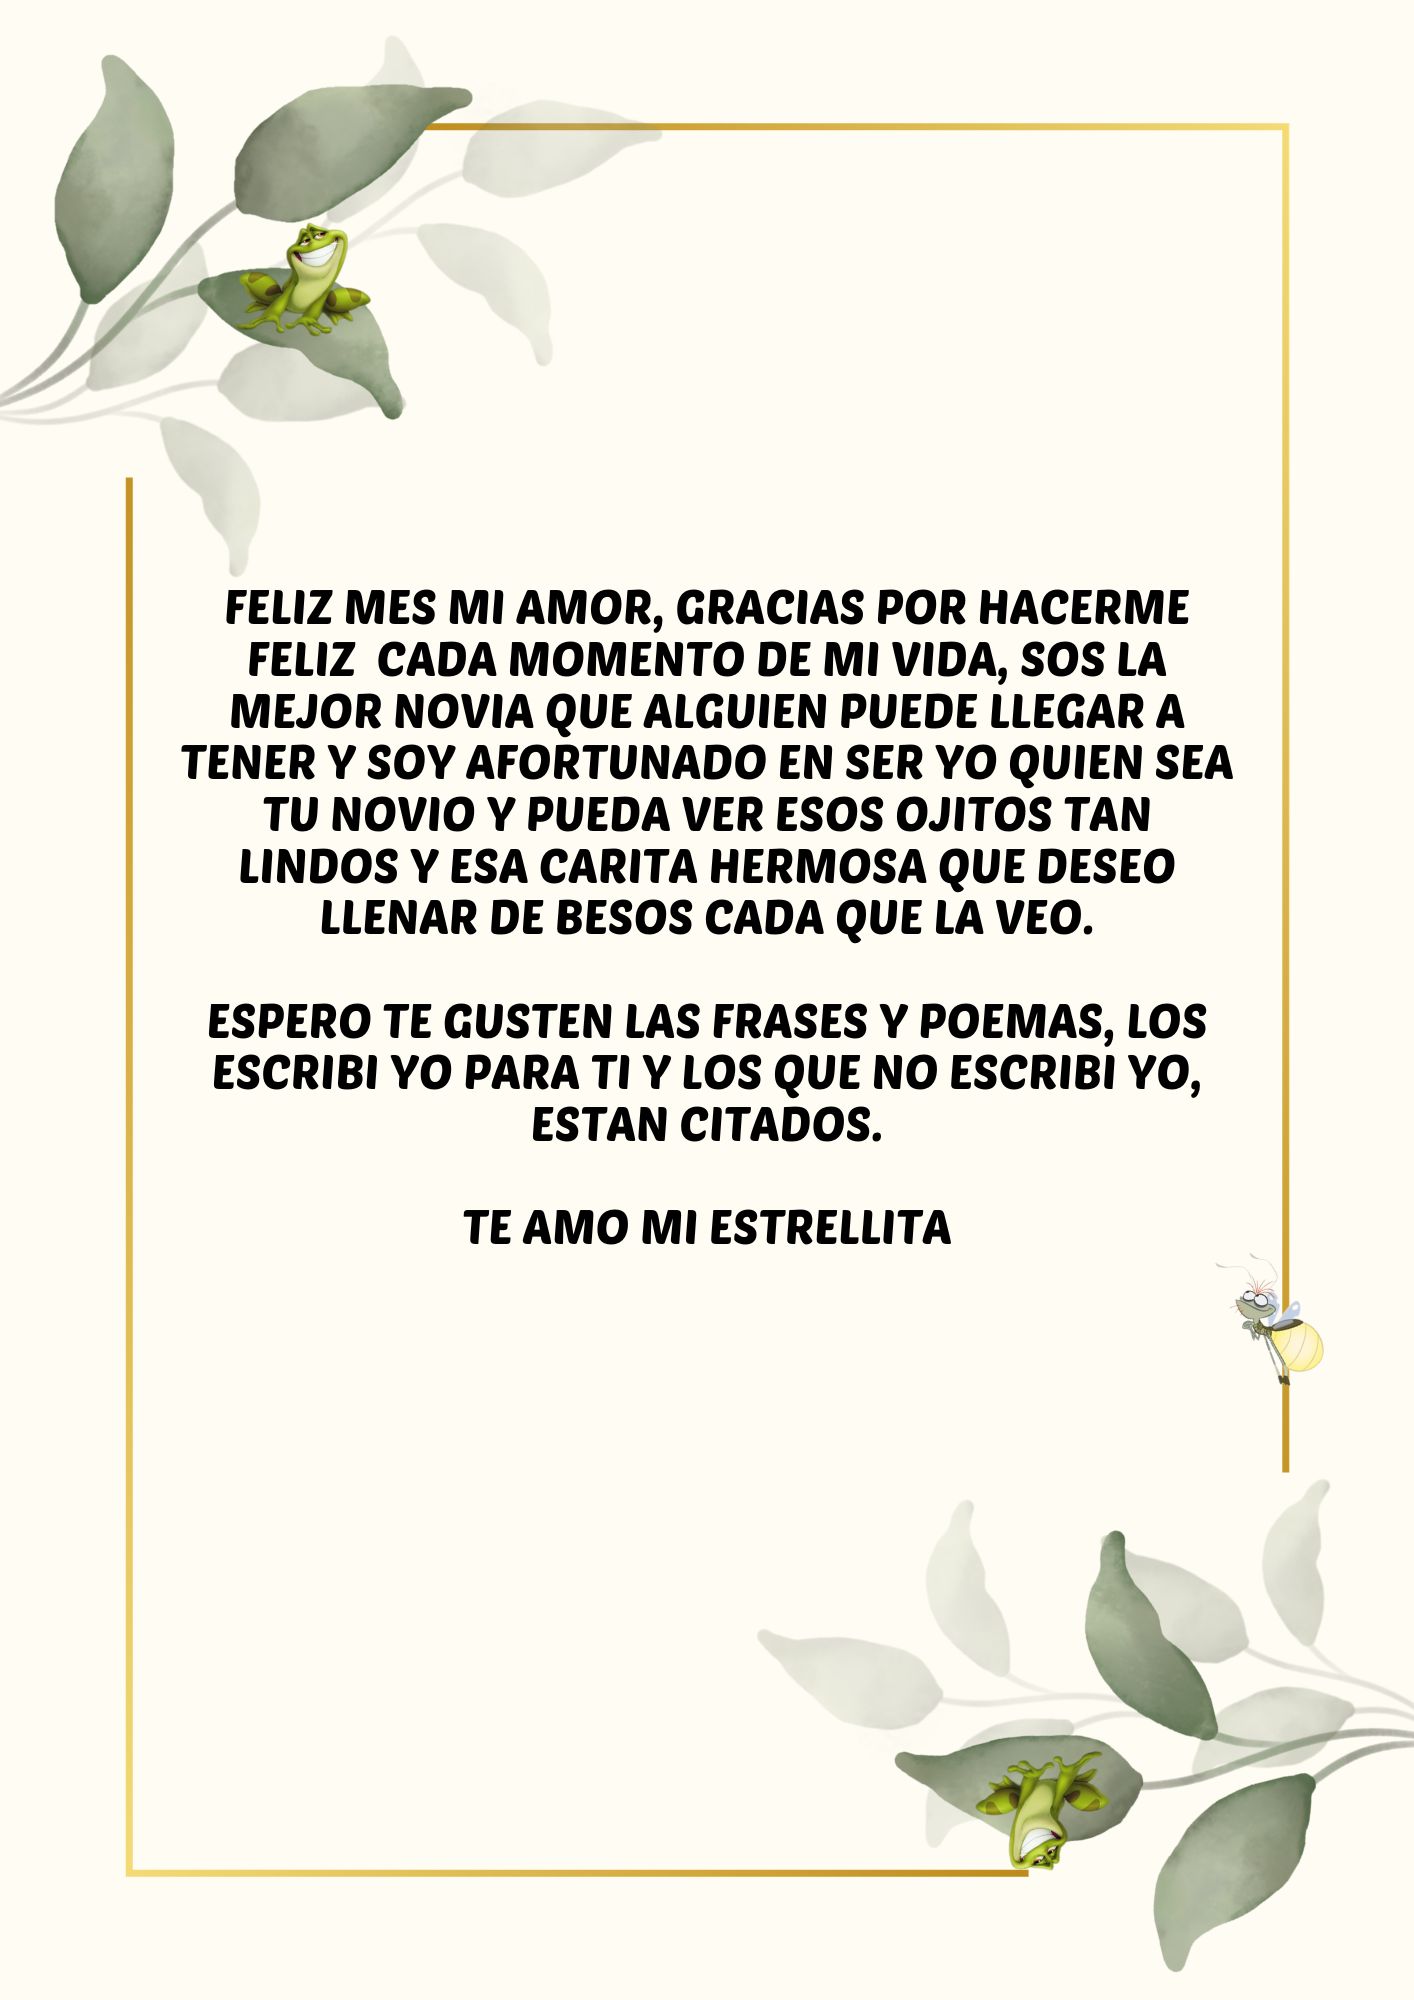 FELIZ MES MI AMOR, GRACIAS POR HACERME
FELIZ  CADA MOMENTO DE MI VIDA, SOS LA
MEJOR NOVIA QUE ALGUIEN PUEDE LLEGAR A
TENER Y SOY AFORTUNADO EN SER YO QUIEN SEA
TU NOVIO Y PUEDA VER ESOS OJITOS TAN
LINDOS Y ESA CARITA HERMOSA QUE DESEO
LLENAR DE BESOS CADA QUE LA VEO.
ESPERO TE GUSTEN LAS FRASES Y POEMAS, LOS
ESCRIBI YO PARA TI Y LOS QUE NO ESCRIBI YO,
ESTAN CITADOS.
TE AMO MI ESTRELLITA